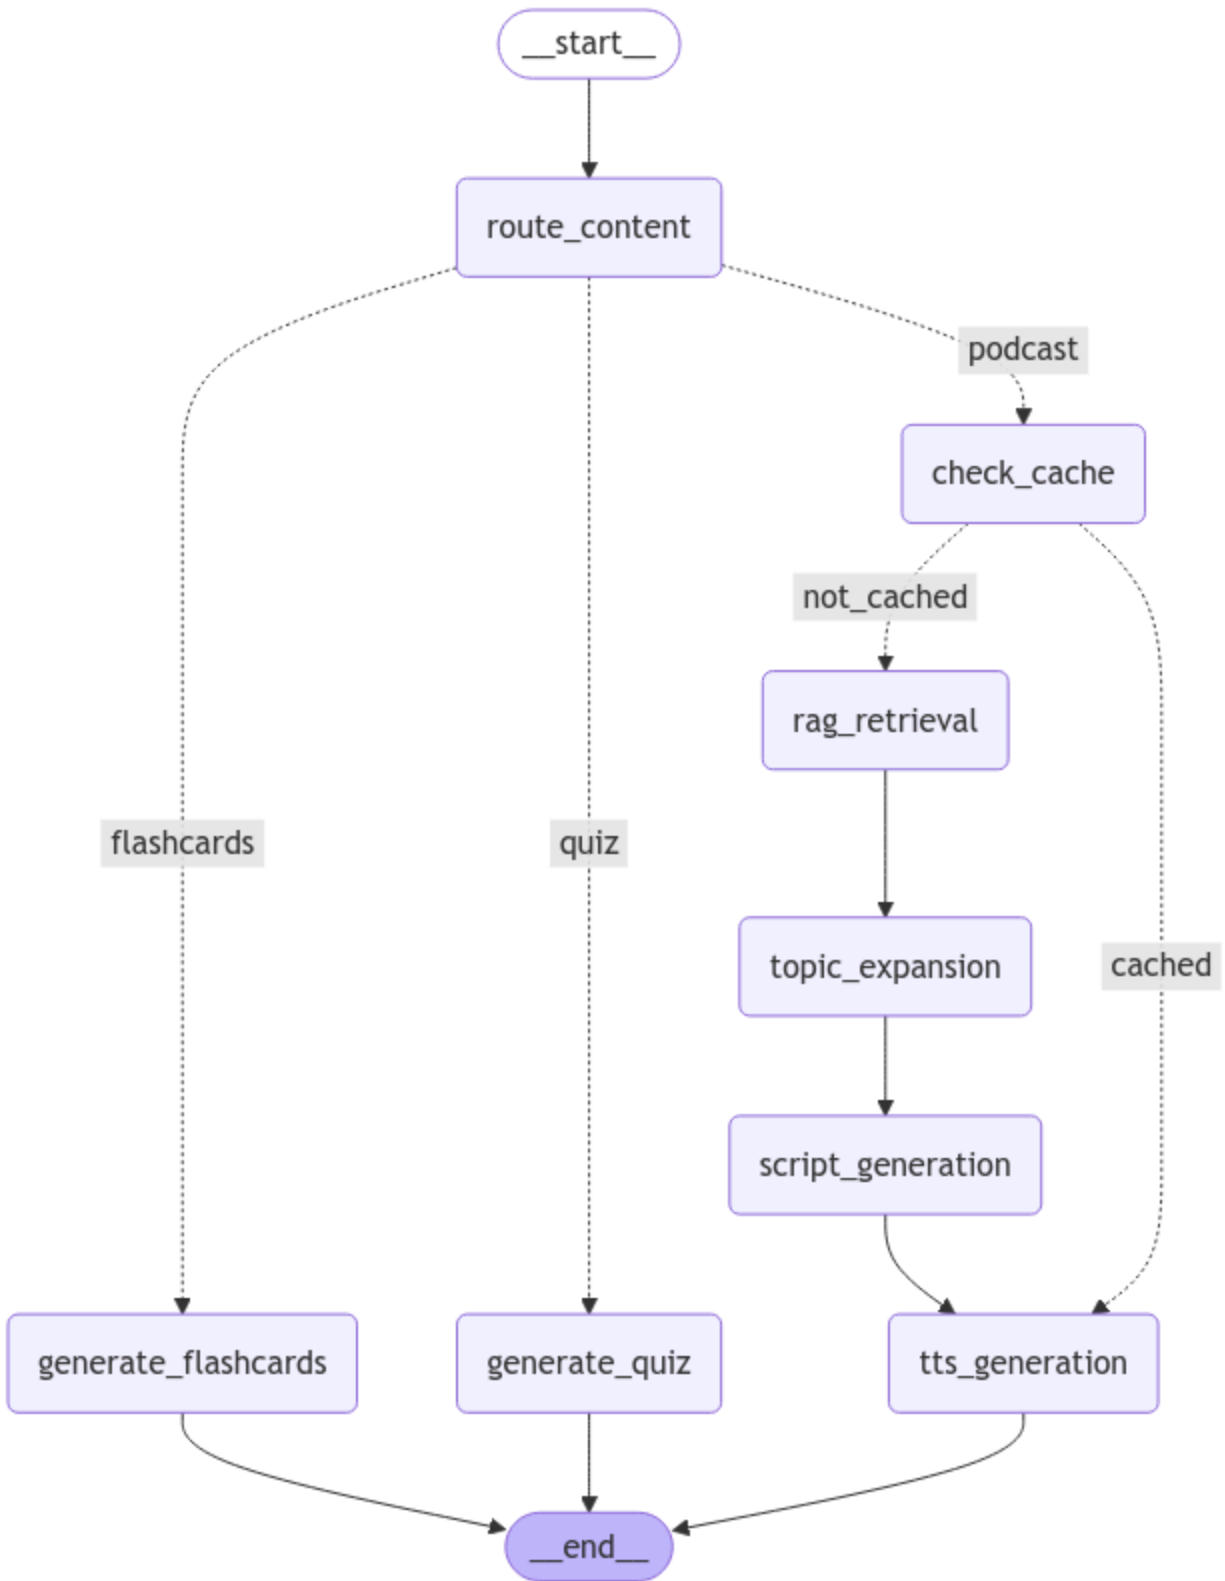 __start__
route_content
podcast
check_cache
not_cached
rag_retrieval
flashcards
quiz
topic_expansion
cached
script_generation
generate_flashcards
generate_quiz
tts_generation
__end__